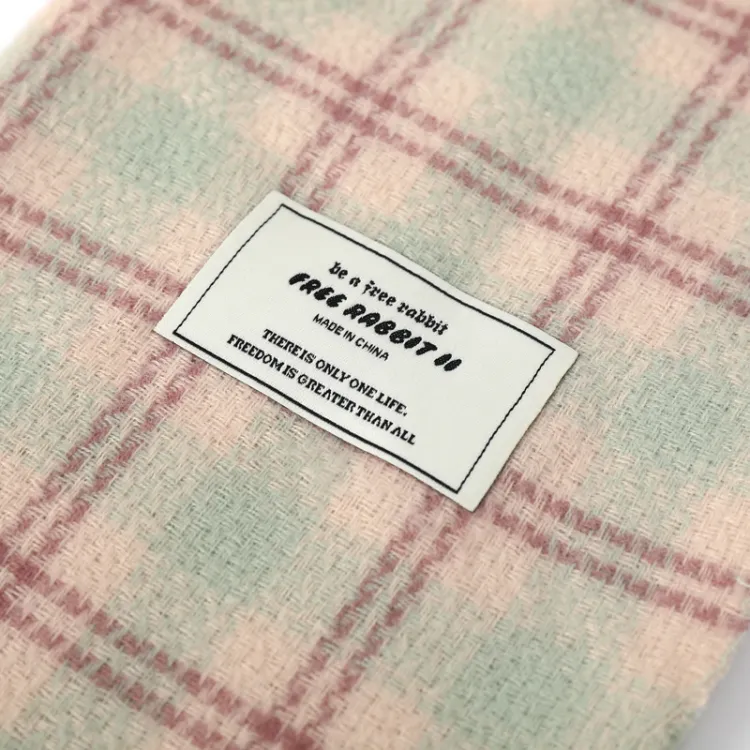 be a free rabbit
FREE RABBIT II
MADE IN CHINA
THERE IS ONLY ONE LIFE.
FREEDOM IS GREATER THAN ALL